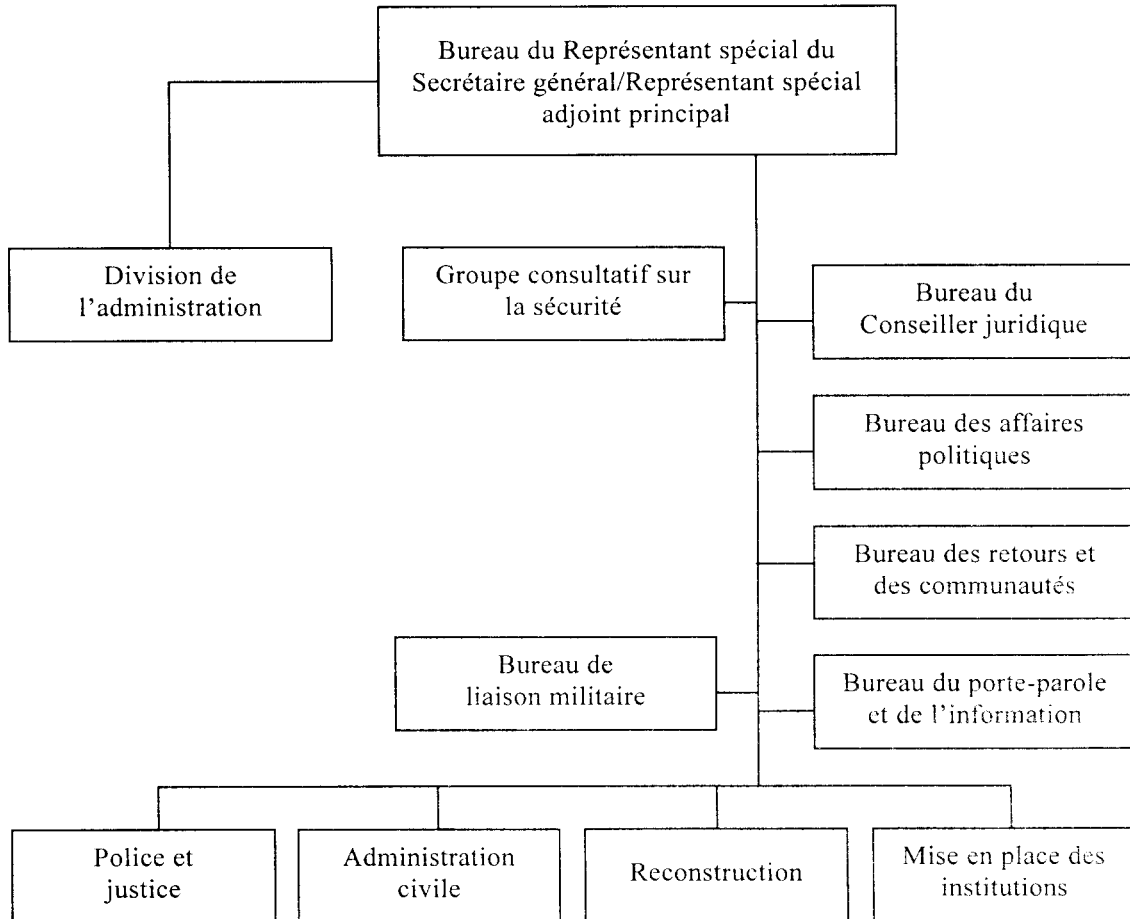 Bureau du Représentant spécial du
Secrétaire général/Représentant spécial
adjoint principal
Division de
l’administration
Groupe consultatif sur
la sécurité
Bureau du
Conseiller juridique
Bureau des affaires
politiques
Bureau des retours et
des communautés
Bureau de
liaison militaire
Bureau du porte-parole
et de l’information
Police et
justice
Administration
civile
Reconstruction
Mise en place des
institutions